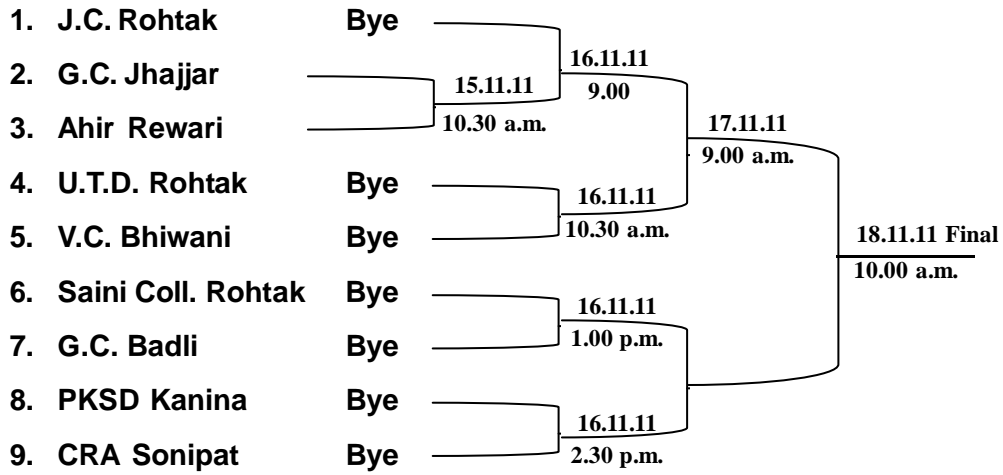 1. J.C. Rohtak Bye
16.11.11
2. G.C. Jhajjar
15.11.11
9.00
3. Ahir Rewari
10.30 a.m.
17.11.11
9.00 a.m.
4. U.T.D. Rohtak Bye
16.11.11
5. V.C. Bhiwani Bye
10.30 a.m.
18.11.11 Final
10.00 a.m.
6. Saini Coll. Rohtak Bye
16.11.11
7. G.C. Badli Bye
1.00 p.m.
8. PKSD Kanina Bye
16.11.11
9. CRA Sonipat Bye
2.30 p.m.